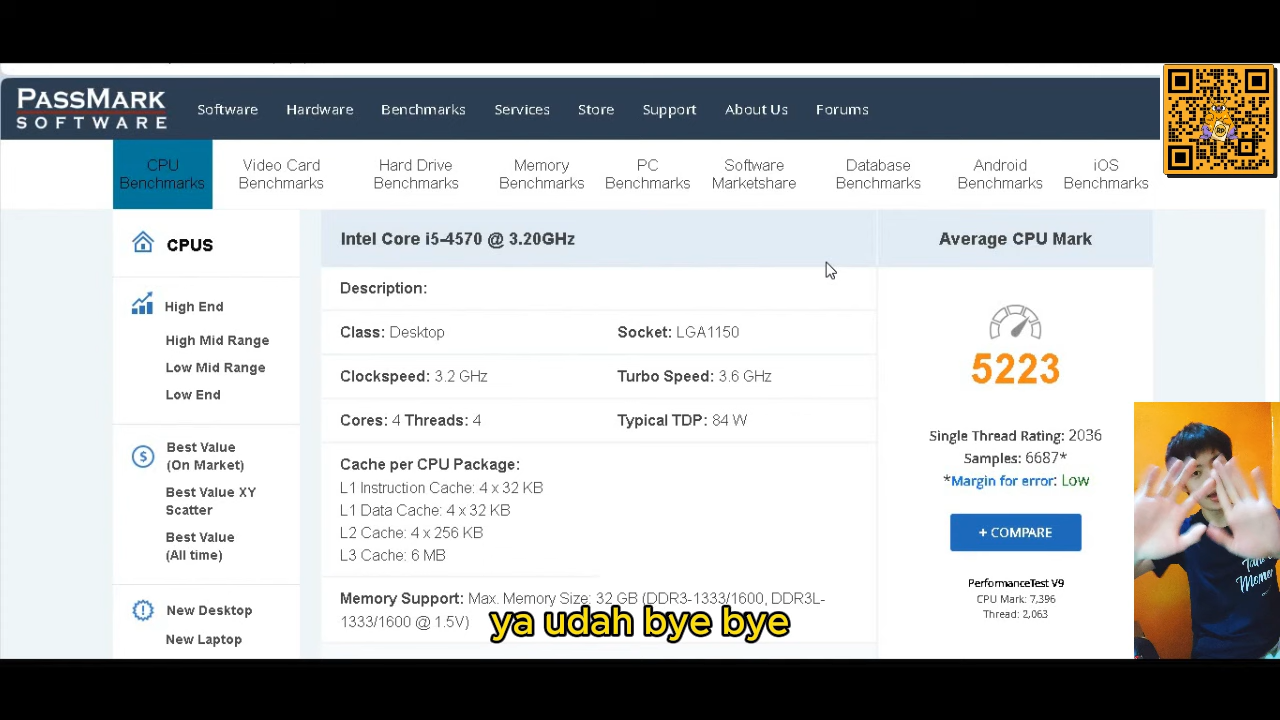 PASSMARK
SOFTWARE
Software Hardware Benchmarks Services Store Support About Us Forums
CPU Benchmarks
Video Card Benchmarks
Hard Drive Benchmarks
Memory Benchmarks
PC Benchmarks
Software Marketshare
Database Benchmarks
Android Benchmarks
iOS Benchmarks
CPUS
High End
High Mid Range
Low Mid Range
Low End
Best Value
(On Market)
Best Value XY
Scatter
Best Value
(All time)
New Desktop
New Laptop
Intel Core i5-4570 @ 3.20GHz
Description:
Class: Desktop Socket: LGA1150
Clockspeed: 3.2 GHz Turbo Speed: 3.6 GHz
Cores: 4 Threads: 4 Typical TDP: 84 W
Cache per CPU Package:
L1 Instruction Cache: 4 x 32 KB
L1 Data Cache: 4 x 32 KB
L2 Cache: 4 x 256 KB
L3 Cache: 6 MB
Memory Support: Max. Memory Size: 32 GB (DDR3-1333/1600, DDR3L-
1333/1600 @ 1.5V)
Average CPU Mark
5223
Single Thread Rating: 2036
Samples: 6687*
*Margin for error: Low
+ COMPARE
PerformanceTest V9
CPU Mark: 7,396
Thread: 2,063
ya udah bye bye